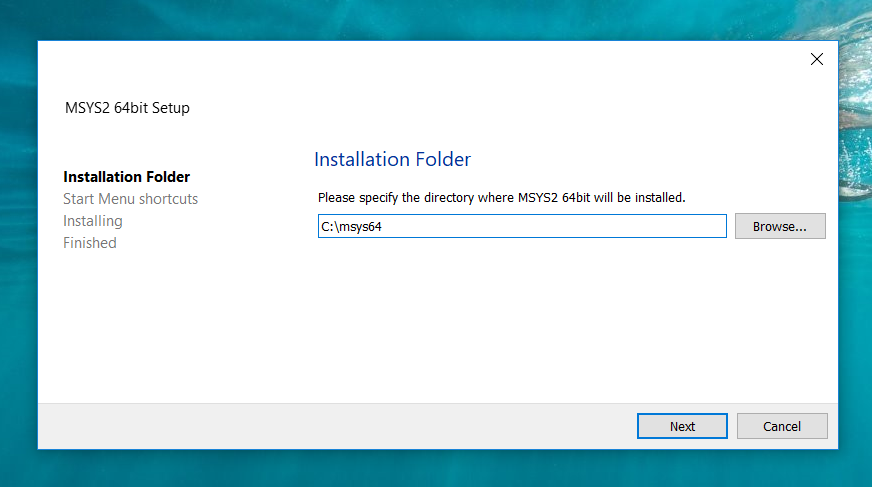 MSYS2 64bit Setup
Installation Folder
Start Menu shortcuts
Installing
Finished
Installation Folder
Please specify the directory where MSYS2 64bit will be installed.
C:\msys64
Browse...
Next
Cancel